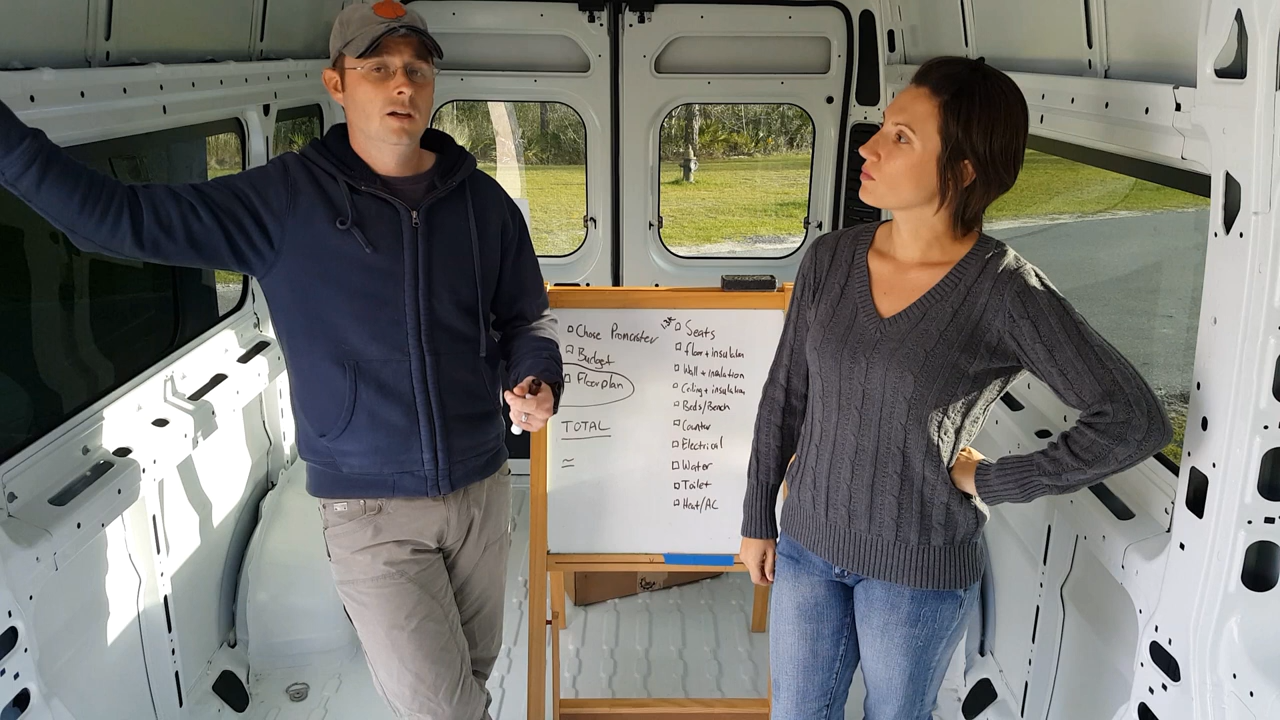 Chose Promaster
Budget
Floorplan
TOTAL
≈
1st Seats
floor + insulation
Wall + insulation
Ceiling + insulation
Beds/Bench
Counter
Electrical
Water
Toilet
Heat/AC